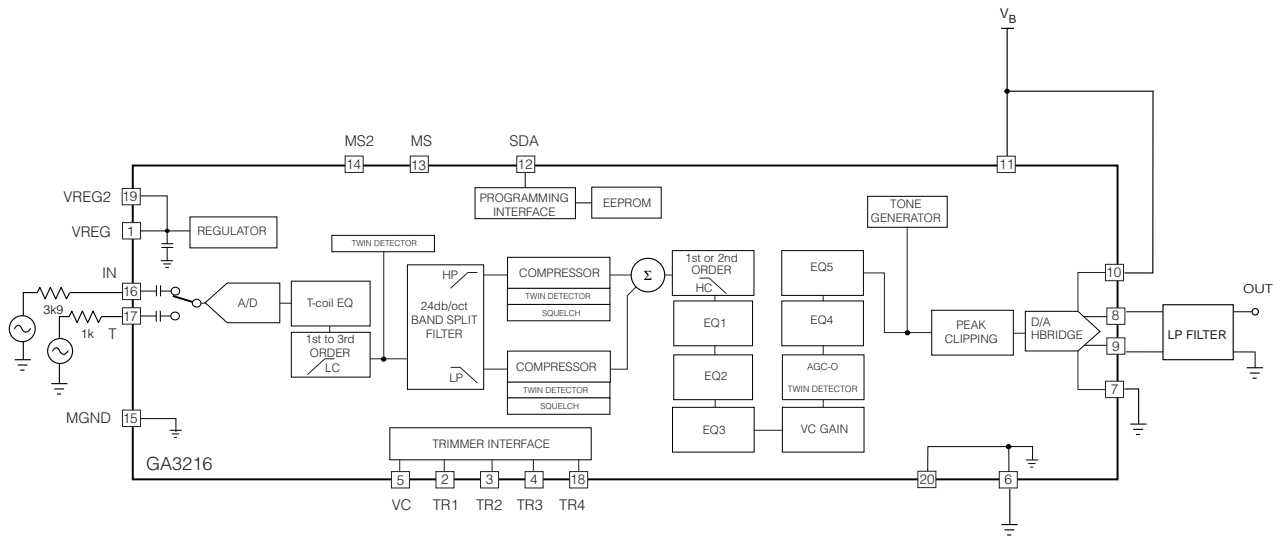 VB
MS2
MS
SDA
14
13
12
11
VREG2
19
PROGRAMMING
INTERFACE
EEPROM
TONE
GENERATOR
VREG
1
REGULATOR
TWIN DETECTOR
IN
16
3k9
17
1k
T
A/D
T-coil EQ
1st to 3rd
ORDER
LC
HP
24db/oct
BAND SPLIT
FILTER
LP
COMPRESSOR
TWIN DETECTOR
SQUELCH
COMPRESSOR
TWIN DETECTOR
SQUELCH
Σ
1st or 2nd
ORDER
HC
EQ1
EQ2
EQ3
EQ5
EQ4
AGC-O
TWIN DETECTOR
VC GAIN
PEAK
CLIPPING
D/A
HBRIDGE
10
8
9
7
OUT
LP FILTER
MGND
15
GA3216
TRIMMER INTERFACE
5
2
3
4
18
20
6
VC
TR1
TR2
TR3
TR4